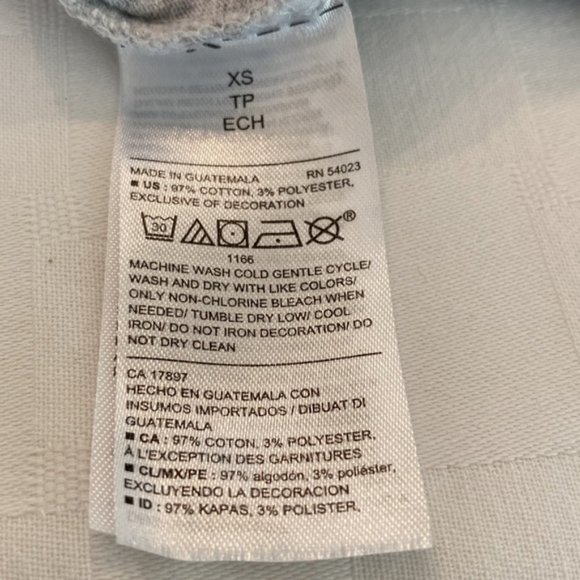 XS
TP
ECH
MADE IN GUATEMALA RN 54023
■ US : 97% COTTON, 3% POLYESTER,
EXCLUSIVE OF DECORATION
30 ®
1166
MACHINE WASH COLD GENTLE CYCLE/
WASH AND DRY WITH LIKE COLORS/
ONLY NON-CHLORINE BLEACH WHEN
NEEDED/ TUMBLE DRY LOW/ COOL
IRON/ DO NOT IRON DECORATION/ DO
NOT DRY CLEAN
CA 17897
HECHO EN GUATEMALA CON
INSUMOS IMPORTADOS / DIBUAT DI
GUATEMALA
■ CA : 97% COTON, 3% POLYESTER,
À L'EXCEPTION DES GARNITURES
■ CL/MX/PE : 97% algodón, 3% poliéster,
EXCLUYENDO LA DECORACION
■ ID : 97% KAPAS, 3% POLISTER,